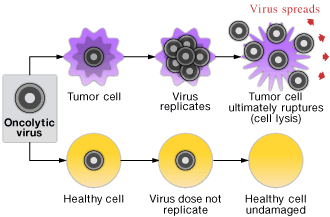 Virus spreads
Oncolytic
virus
Tumor cell
Virus
replicates
Tumor cell
ultimately ruptures
(cell lysis)
Healthy cell
Virus dose not
replicate
Healthy cell
undamaged